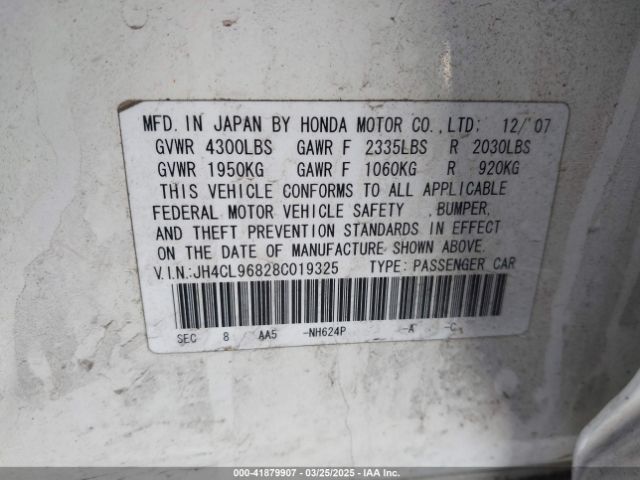 MFD. IN JAPAN BY HONDA MOTOR CO.,LTD: 12/'07
GVWR 4300LBS GAWR F 2335LBS R 2030LBS
GVWR 1950KG GAWR F 1060KG R 920KG
THIS VEHICLE CONFORMS TO ALL APPLICABLE
FEDERAL MOTOR VEHICLE SAFETY , BUMPER,
AND THEFT PREVENTION STANDARDS IN EFFECT
ON THE DATE OF MANUFACTURE SHOWN ABOVE.
V.I.N.:JH4CL96828C019325 TYPE: PASSENGER CAR
SEC 8 AA5 -NH624P -A -C
000-41879907 - 03/25/2025 - IAA Inc.